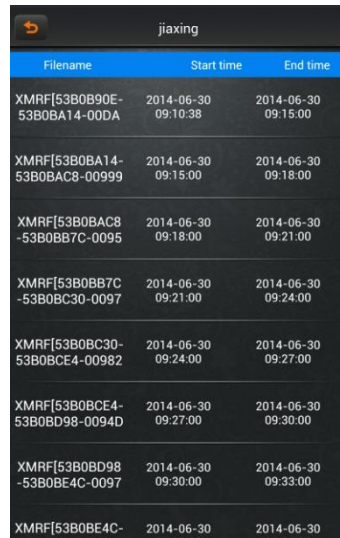 jiaxing
Filename Start time End time
XMRF[53B0B90E- 2014-06-30 2014-06-30
53B0BA14-00DA 09:10:38 09:15:00
XMRF[53B0BA14- 2014-06-30 2014-06-30
53B0BAC8-00999 09:15:00 09:18:00
XMRF[53B0BAC8 2014-06-30 2014-06-30
-53B0BB7C-0095 09:18:00 09:21:00
XMRF[53B0BB7C 2014-06-30 2014-06-30
-53B0BC30-0097 09:21:00 09:24:00
XMRF[53B0BC30- 2014-06-30 2014-06-30
53B0BCE4-00982 09:24:00 09:27:00
XMRF[53B0BCE4- 2014-06-30 2014-06-30
53B0BD98-0094D 09:27:00 09:30:00
XMRF[53B0BD98 2014-06-30 2014-06-30
-53B0BE4C-0097 09:30:00 09:33:00
XMRF[53B0BE4C- 2014-06-30 2014-06-30